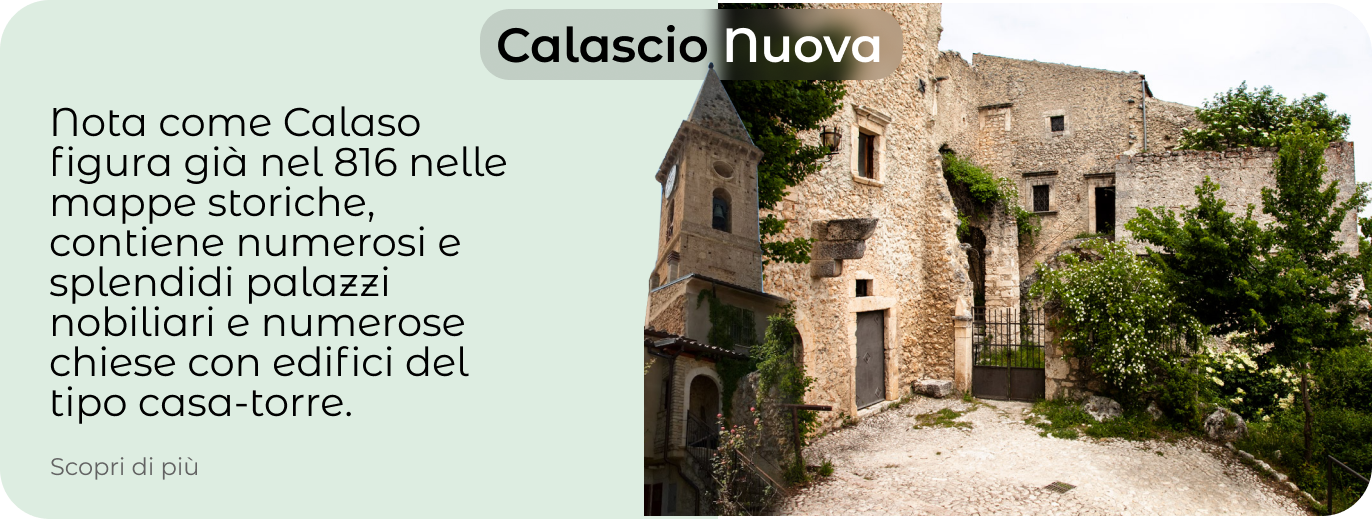 Calascio Nuova
Nota come Calaso
figura già nel 816 nelle
mappe storiche,
contiene numerosi e
splendidi palazzi
nobiliari e numerose
chiese con edifici del
tipo casa-torre.
Scopri di più